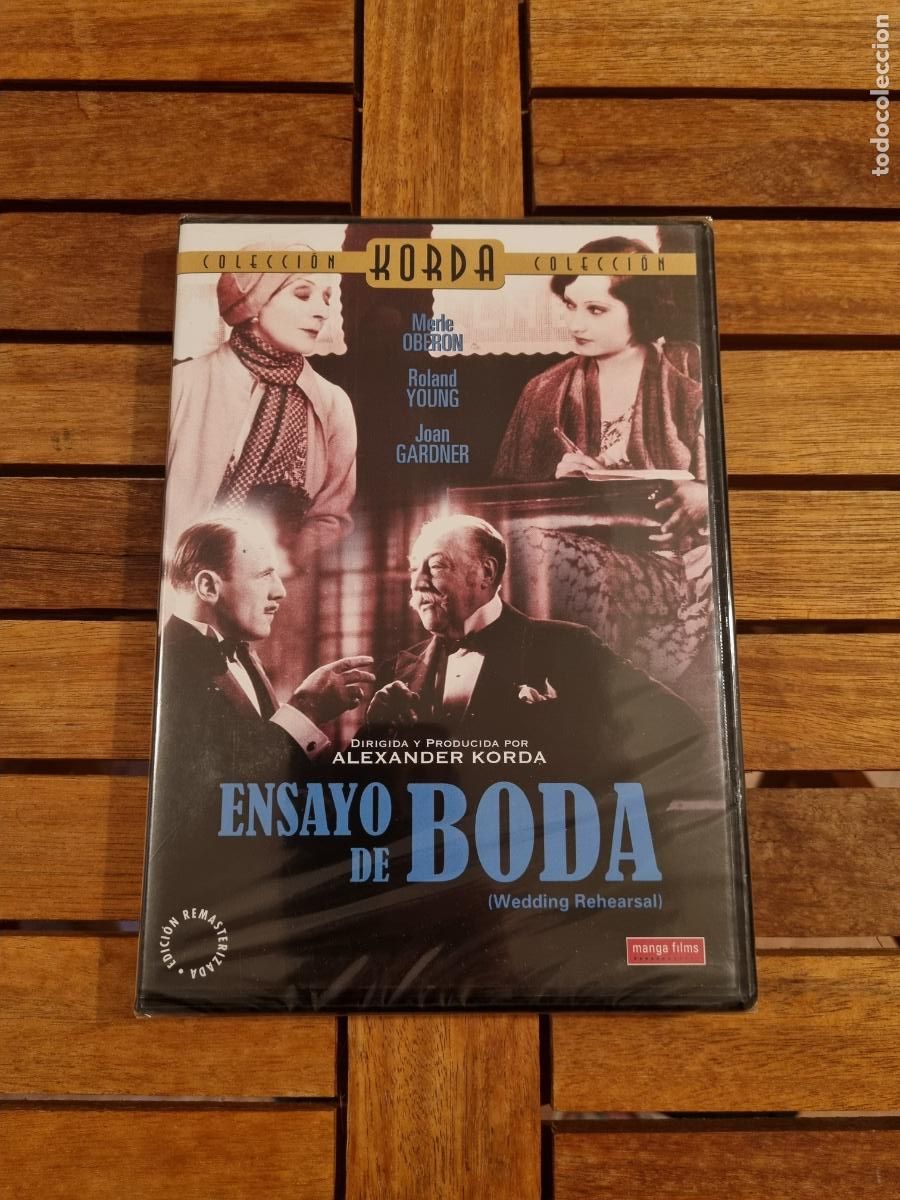 todocoleccion
COLECCIÓN KORDA COLECCIÓN
Merle
OBERON
Roland
YOUNG
Joan
GARDNER
DIRIGIDA Y PRODUCIDA POR
ALEXANDER KORDA
ENSAYO
DE BODA
(Wedding Rehearsal)
EDICIÓN REMASTERIZADA •
manga films